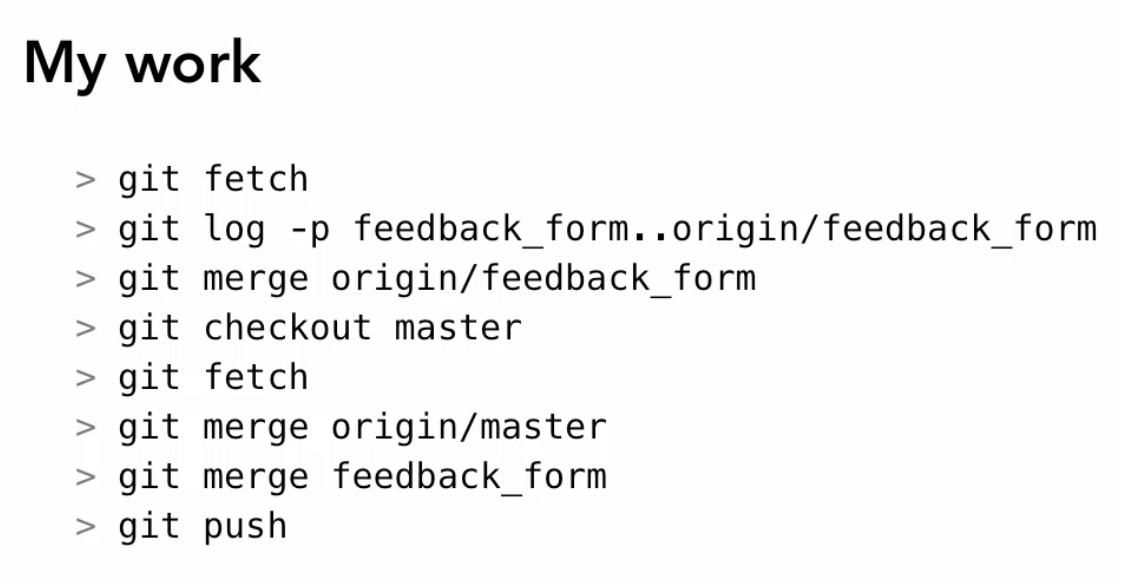 My work
> git fetch
> git log -p feedback_form..origin/feedback_form
> git merge origin/feedback_form
> git checkout master
> git fetch
> git merge origin/master
> git merge feedback_form
> git push